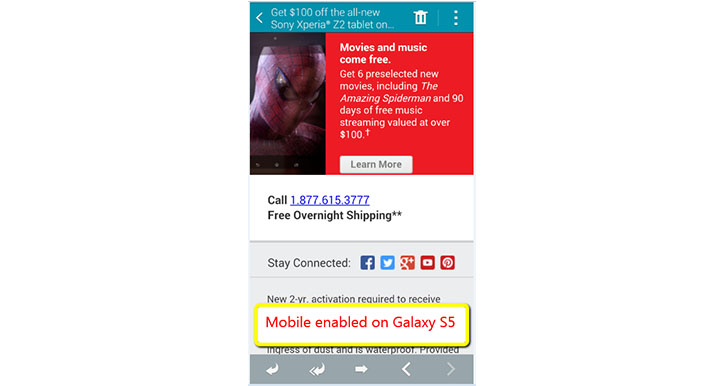 Get $100 off the all-new
Sony Xperia® Z2 tablet on...
Movies and music
come free.
Get 6 preselected new
movies, including The
Amazing Spiderman and 90
days of free music
streaming valued at over
$100.†
Learn More
Call 1.877.615.3777
Free Overnight Shipping**
Stay Connected:
New 2-yr. activation required to receive
Mobile enabled on Galaxy S5
ingress of dust and is waterproof. Provided